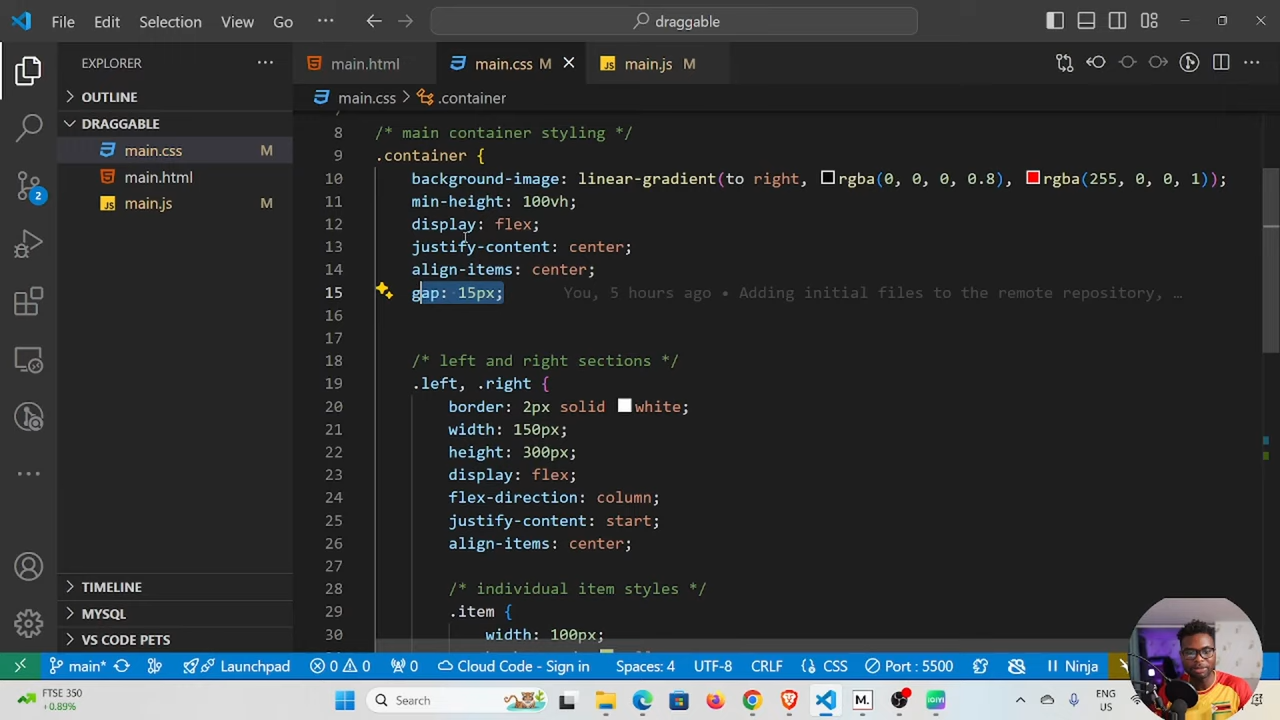 File Edit Selection View Go ··· draggable
EXPLORER ···
OUTLINE
DRAGGABLE
main.css M
main.html
main.js M
TIMELINE
MYSQL
VS CODE PETS
2
main.html main.css M main.js M
main.css > .container
7
8 /* main container styling */
9 .container {
10 background-image: linear-gradient(to right, rgba(0, 0, 0, 0.8), rgba(255, 0, 0, 1));
11 min-height: 100vh;
12 display: flex;
13 justify-content: center;
14 align-items: center;
15 gap: 15px; You, 5 hours ago • Adding initial files to the remote repository, …
16
17
18 /* left and right sections */
19 .left, .right {
20 border: 2px solid white;
21 width: 150px;
22 height: 300px;
23 display: flex;
24 flex-direction: column;
25 justify-content: start;
26 align-items: center;
27
28 /* individual item styles */
29 .item {
30 width: 100px;
main* Launchpad 0 0 0 Cloud Code - Sign in Spaces: 4 UTF-8 CRLF {} CSS Port : 5500 Ninja
FTSE 350
+0.89%
Search
M.
ENG